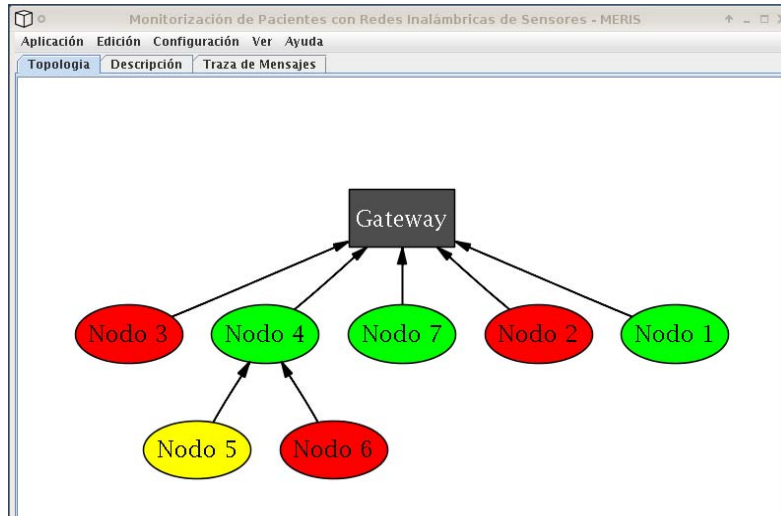 Monitorización de Pacientes con Redes Inalámbricas de Sensores - MERIS
Aplicación Edición Configuración Ver Ayuda
Topologia Descripción Traza de Mensajes
Gateway
Nodo 3 Nodo 4 Nodo 7 Nodo 2 Nodo 1
Nodo 5 Nodo 6